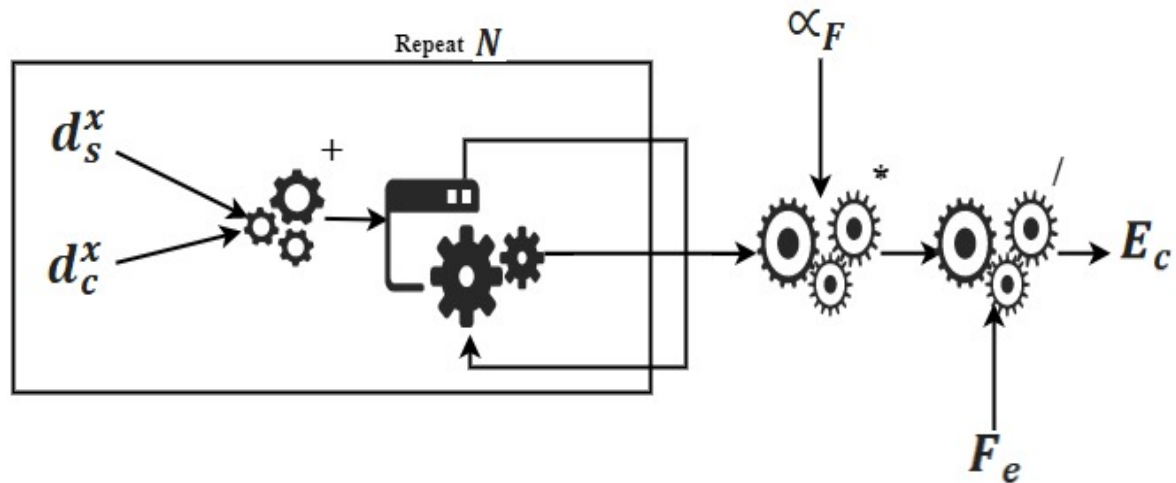 ∝_F
Repeat N
d_s^x
+
*
/
d_c^x
E_c
F_e